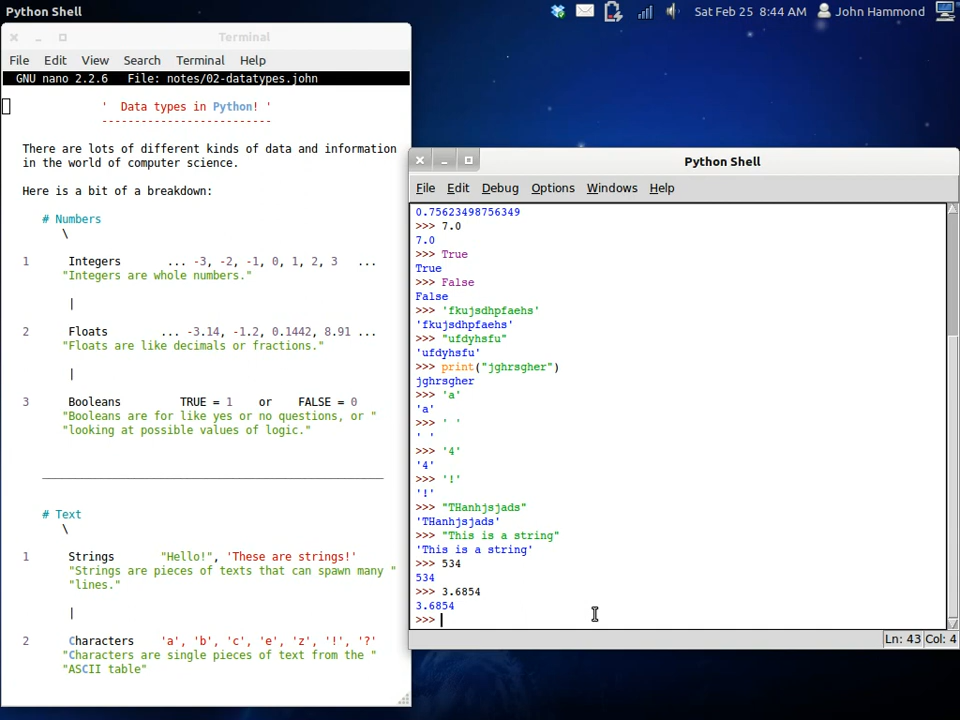 Python Shell
Sat Feb 25 8:44 AM
John Hammond
Terminal
File Edit View Search Terminal Help
GNU nano 2.2.6 File: notes/02-datatypes.john
' Data types in Python! '
--------------------------
There are lots of different kinds of data and information
in the world of computer science.
Here is a bit of a breakdown:
# Numbers
\
1 Integers ... -3, -2, -1, 0, 1, 2, 3 ...
"Integers are whole numbers."
|
2 Floats ... -3.14, -1.2, 0.1442, 8.91 ...
"Floats are like decimals or fractions."
|
3 Booleans TRUE = 1 or FALSE = 0
"Booleans are for like yes or no questions, or "
"looking at possible values of logic."
____________________________________________________
# Text
\
1 Strings "Hello!", 'These are strings!'
"Strings are pieces of texts that can spawn many "
"lines."
|
2 Characters 'a', 'b', 'c', 'e', 'z', '!', '?'
"Characters are single pieces of text from the "
"ASCII table"
Python Shell
File Edit Debug Options Windows Help
0.75623498756349
>>> 7.0
7.0
>>> True
True
>>> False
False
>>> 'fkujsdhpfaehs'
'fkujsdhpfaehs'
>>> "ufdyhsfu"
'ufdyhsfu'
>>> print("jghrsgher")
jghrsgher
>>> 'a'
'a'
>>> ' '
' '
>>> '4'
'4'
>>> '!'
'!'
>>> "THanhjsjads"
'THanhjsjads'
>>> "This is a string"
'This is a string'
>>> 534
534
>>> 3.6854
3.6854
>>>
Ln: 43 Col: 4